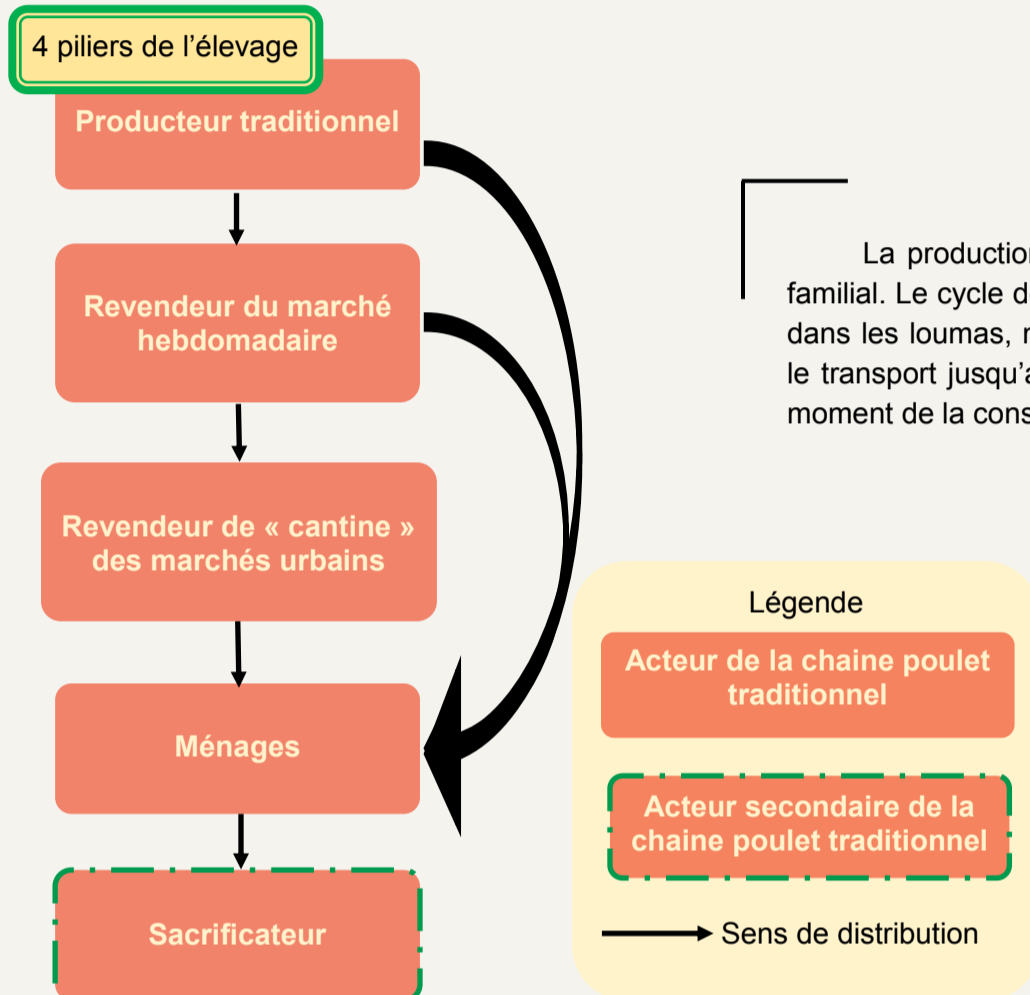 4 piliers de l’élevage
Producteur traditionnel
Revendeur du marché
hebdomadaire
Revendeur de « cantine »
des marchés urbains
Ménages
Sacrificateur
La production
familial. Le cycle d
dans les loumas,
le transport jusqu’a
moment de la cons
Légende
Acteur de la chaine poulet
traditionnel
Acteur secondaire de la
chaine poulet traditionnel
Sens de distribution